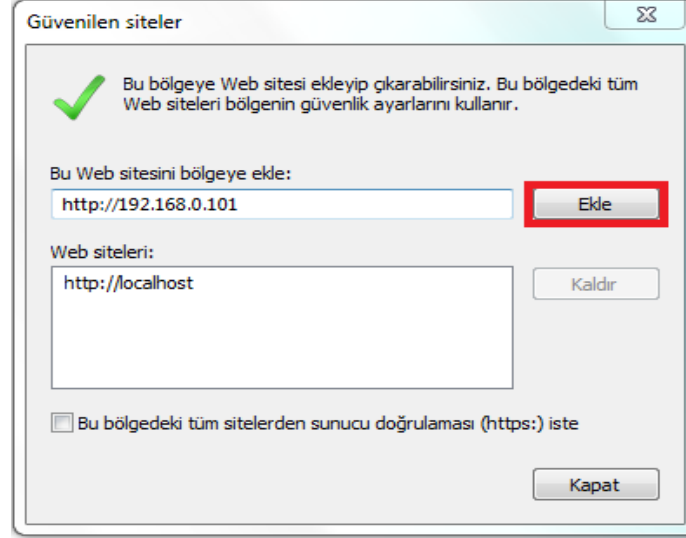 Güvenilen siteler
Bu bölgeye Web sitesi ekleyip çıkarabilirsiniz. Bu bölgedeki tüm
Web siteleri bölgenin güvenlik ayarlarını kullanır.
Bu Web sitesini bölgeye ekle:
http://192.168.0.101
Ekle
Web siteleri:
http://localhost
Kaldır
Bu bölgedeki tüm sitelerden sunucu doğrulaması (https:) iste
Kapat